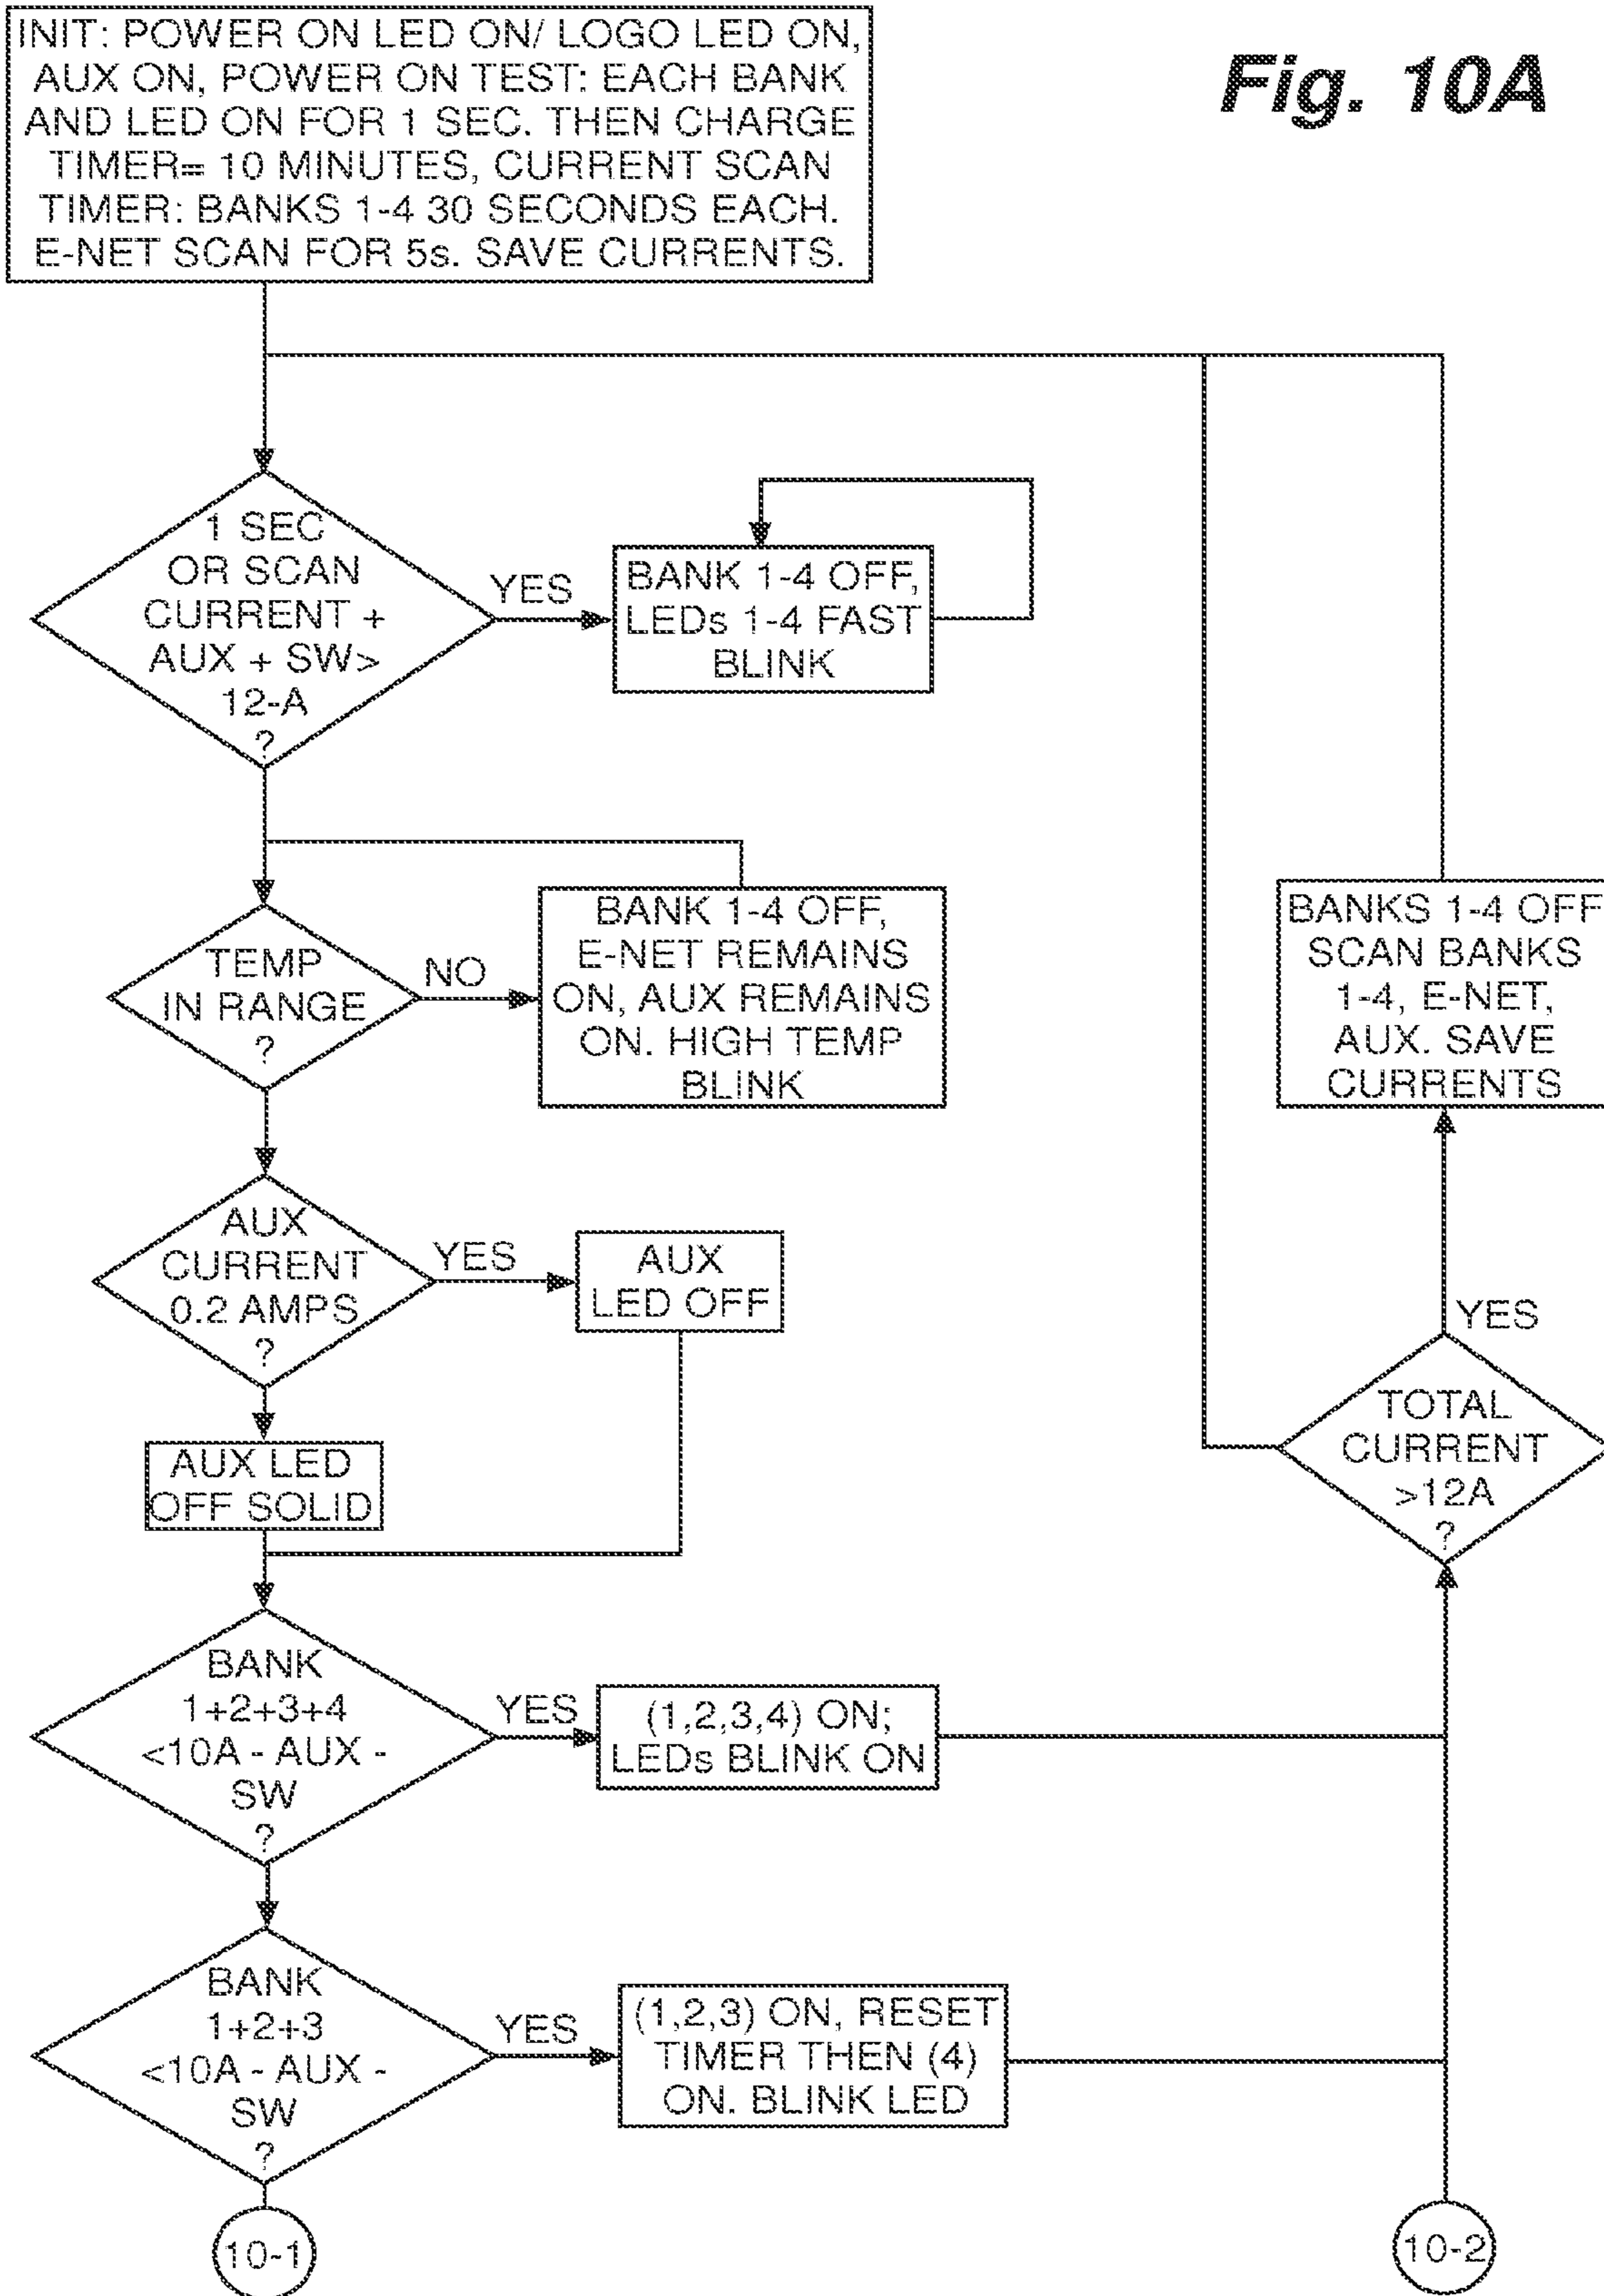 INIT: POWER ON LED ON/ LOGO LED ON,
AUX ON, POWER ON TEST: EACH BANK
AND LED ON FOR 1 SEC. THEN CHARGE
TIMER= 10 MINUTES, CURRENT SCAN
TIMER: BANKS 1-4 30 SECONDS EACH.
E-NET SCAN FOR 5s. SAVE CURRENTS.
Fig. 10A
1 SEC
OR SCAN
CURRENT +
AUX + SW>
12-A
?
YES
BANK 1-4 OFF,
LEDs 1-4 FAST
BLINK
TEMP
IN RANGE
?
NO
BANK 1-4 OFF,
E-NET REMAINS
ON, AUX REMAINS
ON. HIGH TEMP
BLINK
BANKS 1-4 OFF
SCAN BANKS
1-4, E-NET,
AUX. SAVE
CURRENTS
AUX
CURRENT
0.2 AMPS
?
YES
AUX
LED OFF
YES
TOTAL
CURRENT
>12A
?
AUX LED
OFF SOLID
BANK
1+2+3+4
<10A - AUX -
SW
?
YES
(1,2,3,4) ON;
LEDs BLINK ON
BANK
1+2+3
<10A - AUX -
SW
?
YES
(1,2,3) ON, RESET
TIMER THEN (4)
ON. BLINK LED
10-1
10-2